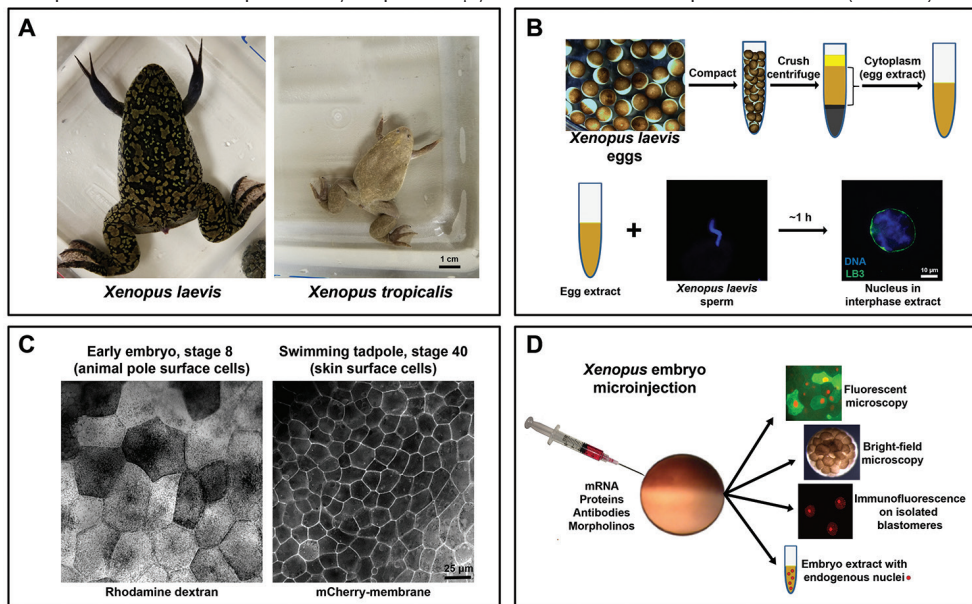 A
Xenopus laevis
Xenopus tropicalis
1 cm
B
Compact
Crush
centrifuge
Cytoplasm
(egg extract)
Xenopus laevis
eggs
~1 h
DNA
LB3
10 µm
Egg extract
Xenopus laevis
sperm
Nucleus in
interphase extract
C
Early embryo, stage 8
(animal pole surface cells)
Swimming tadpole, stage 40
(skin surface cells)
25 µm
Rhodamine dextran
mCherry-membrane
D
Xenopus embryo
microinjection
mRNA
Proteins
Antibodies
Morpholinos
Fluorescent
microscopy
Bright-field
microscopy
Immunofluorescence
on isolated
blastomeres
Embryo extract with
endogenous nuclei